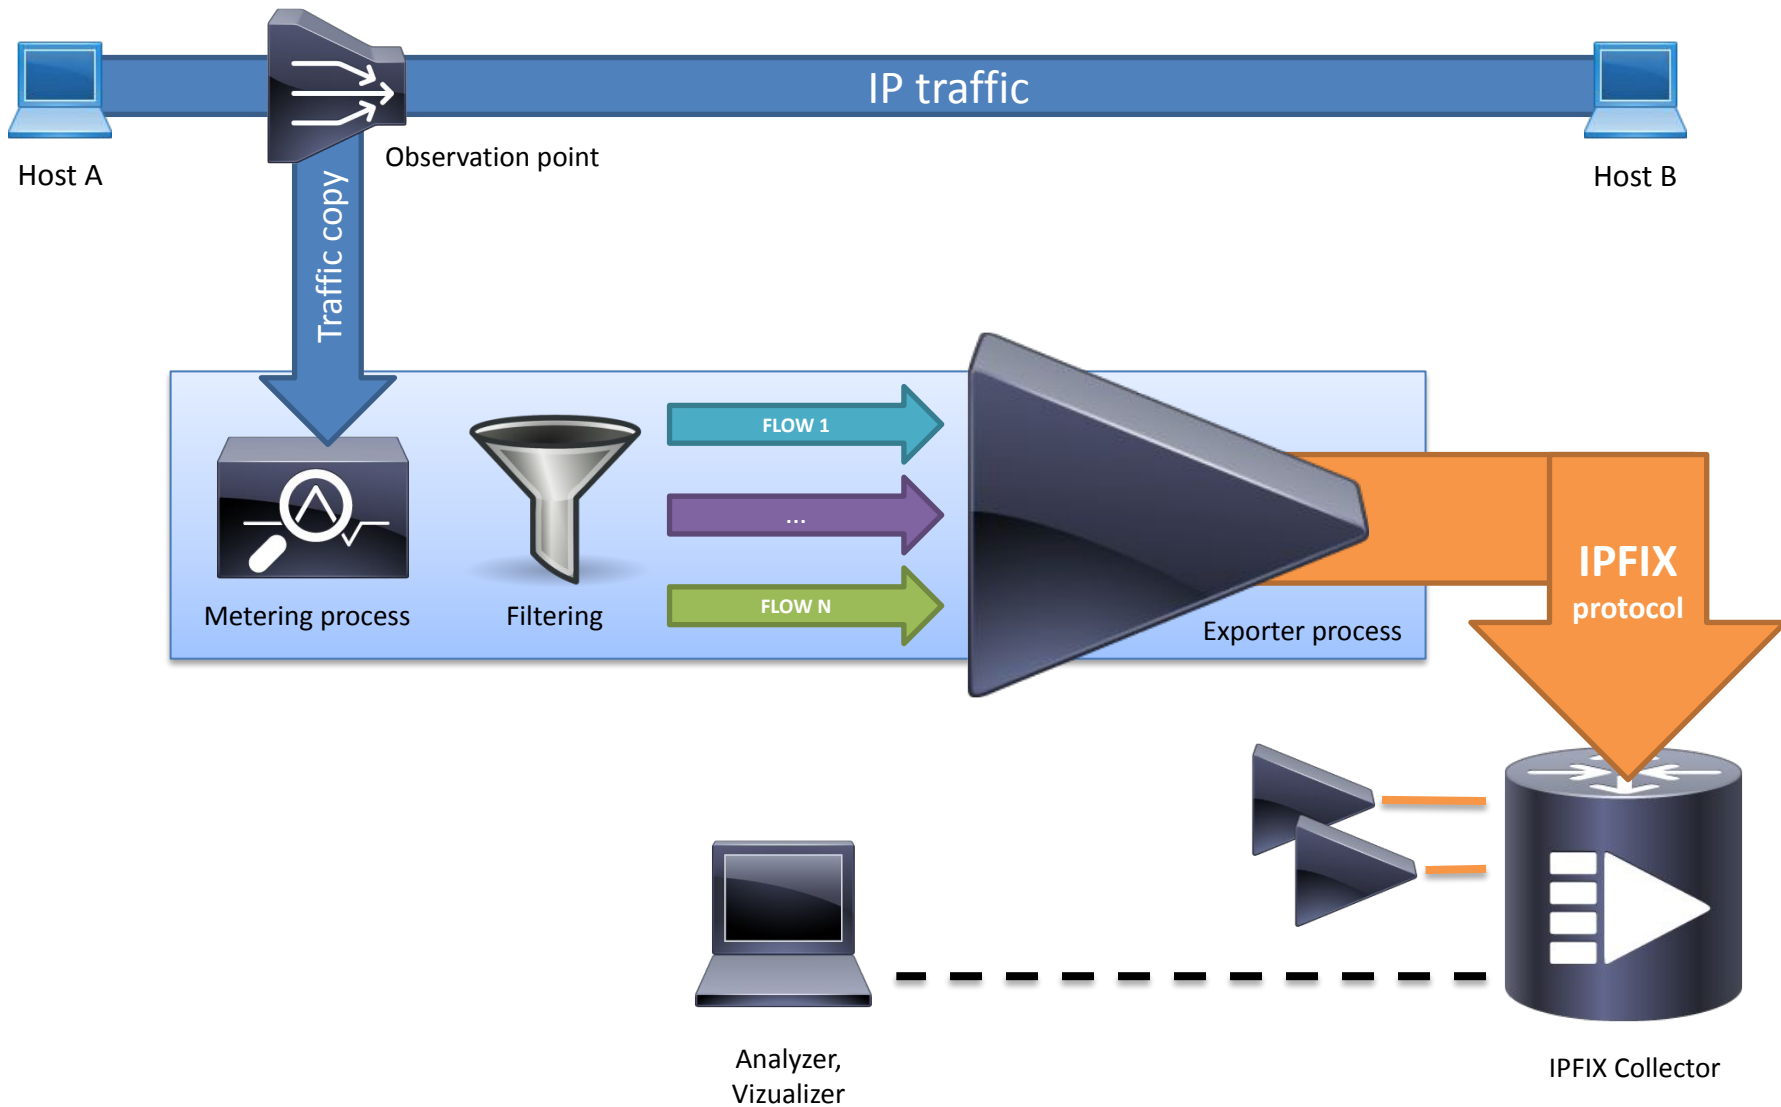 IP traffic
Host A
Observation point
Host B
Traffic copy
FLOW 1
...
FLOW N
Metering process
Filtering
Exporter process
IPFIX
protocol
Analyzer,
Vizualizer
IPFIX Collector